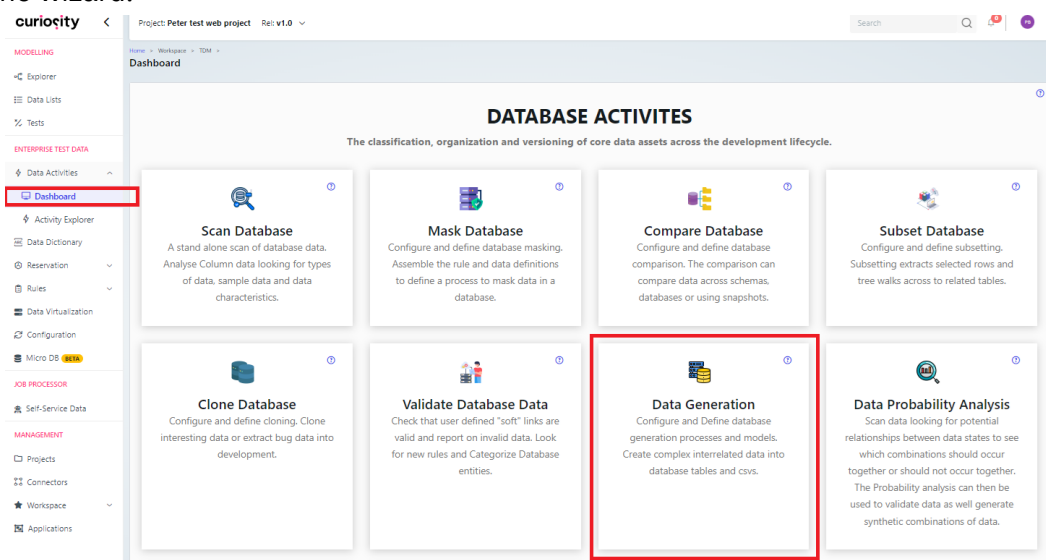 curiosity
Project: Peter test web project Rel: v1.0
Search
MODELLING
Explorer
Data Lists
Tests
ENTERPRISE TEST DATA
Data Activities
Dashboard
Activity Explorer
Data Dictionary
Reservation
Rules
Data Virtualization
Configuration
Micro DB BETA
JOB PROCESSOR
Self-Service Data
MANAGEMENT
Projects
Connectors
Workspace
Applications
Home > Workspace > TDM >
Dashboard
DATABASE ACTIVITES
The classification, organization and versioning of core data assets across the development lifecycle.
Scan Database
A stand alone scan of database data.
Analyse Column data looking for types
of data, sample data and data
characteristics.
Mask Database
Configure and define database masking.
Assemble the rule and data definitions
to define a process to mask data in a
database.
Compare Database
Configure and define database
comparison. The comparison can
compare data across schemas,
databases or using snapshots.
Subset Database
Configure and define subsetting.
Subsetting extracts selected rows and
tree walks across to related tables.
Clone Database
Configure and define cloning. Clone
interesting data or extract bug data into
development.
Validate Database Data
Check that user defined "soft" links are
valid and report on invalid data. Look
for new rules and Categorize Database
entities.
Data Generation
Configure and Define database
generation processes and models.
Create complex interrelated data into
database tables and csvs.
Data Probability Analysis
Scan data looking for potential
relationships between data states to see
which combinations should occur
together or should not occur together.
The Probability analysis can then be
used to validate data as well generate
synthetic combinations of data.